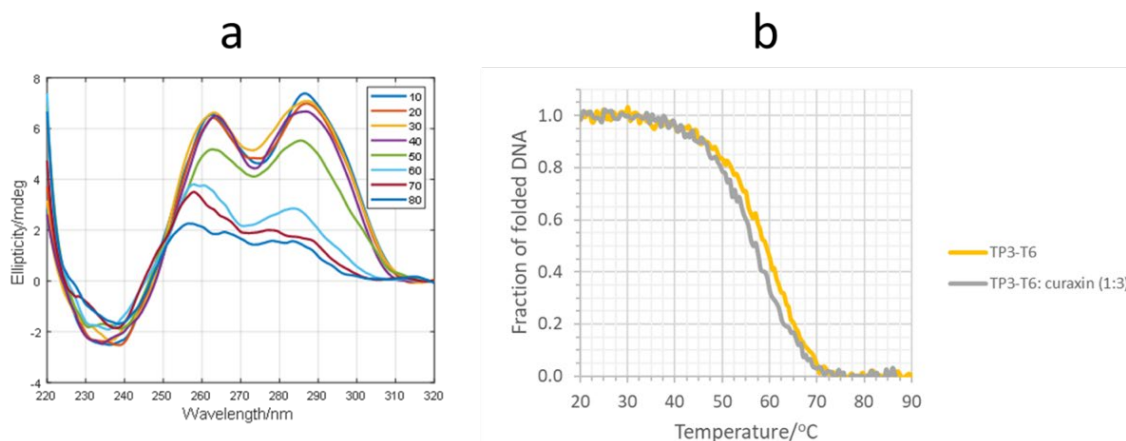 a
b
8
6
4
2
0
-2
-4
220 230 240 250 260 270 280 290 300 310 320
Ellipticity/mdeg
Wavelength/nm
10
20
30
40
50
60
70
80
1.0
0.8
0.6
0.4
0.2
0.0
20 30 40 50 60 70 80 90
Fraction of folded DNA
Temperature/°C
TP3-T6
TP3-T6: curaxin (1:3)